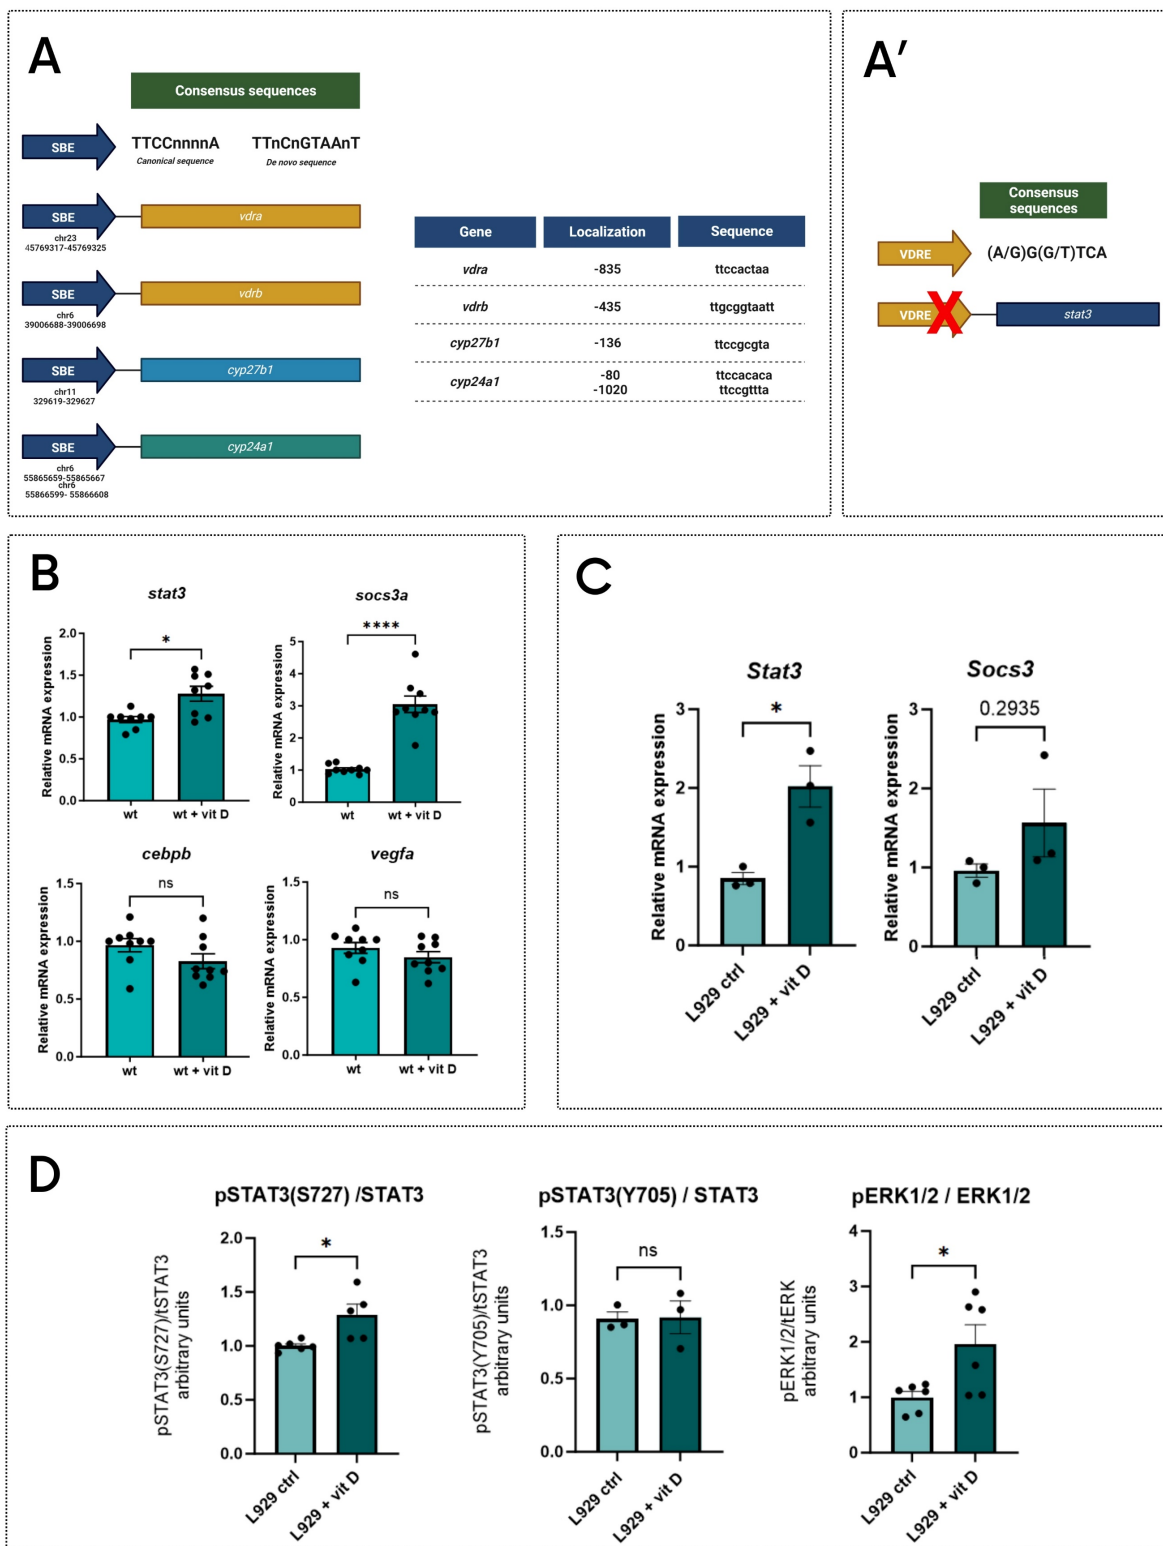 A
Consensus sequences
SBE
TTCCnnnnA
TTnCnGTAAnT
Canonical sequence
De novo sequence
SBE
vdra
chr23
45769317-45769325
SBE
vdrb
chr6
39006688-39006698
SBE
cyp27b1
chr11
329619-329627
SBE
cyp24a1
chr6
55865659-55865667
chr6
55866599- 55866608
Gene Localization Sequence
vdra -835 ttccactaa
vdrb -435 ttgcggtaatt
cyp27b1 -136 ttccgcgta
cyp24a1 -80 ttccacaca
-1020 ttccgttta
A'
Consensus
sequences
VDRE
(A/G)G(G/T)TCA
VDRE
X
stat3
B
stat3
Relative mRNA expression
2.0
1.5
1.0
0.5
0.0
*
wt
wt + vit D
socs3a
Relative mRNA expression
5
4
3
2
1
0
****
wt
wt + vit D
cebpb
Relative mRNA expression
1.5
1.0
0.5
0.0
ns
wt
wt + vit D
vegfa
Relative mRNA expression
1.5
1.0
0.5
0.0
ns
wt
wt + vit D
C
Stat3
Relative mRNA expression
3
2
1
0
*
L929 ctrl
L929 + vit D
Socs3
Relative mRNA expression
3
2
1
0
0.2935
L929 ctrl
L929 + vit D
D
pSTAT3(S727) /STAT3
pSTAT3(S727)/tSTAT3
arbitrary units
2.0
1.5
1.0
0.5
0.0
*
L929 ctrl
L929 + vit D
pSTAT3(Y705) / STAT3
pSTAT3(Y705)/tSTAT3
arbitrary units
1.5
1.0
0.5
0.0
ns
L929 ctrl
L929 + vit D
pERK1/2 / ERK1/2
pERK1/2/tERK
arbitrary units
4
3
2
1
0
*
L929 ctrl
L929 + vit D